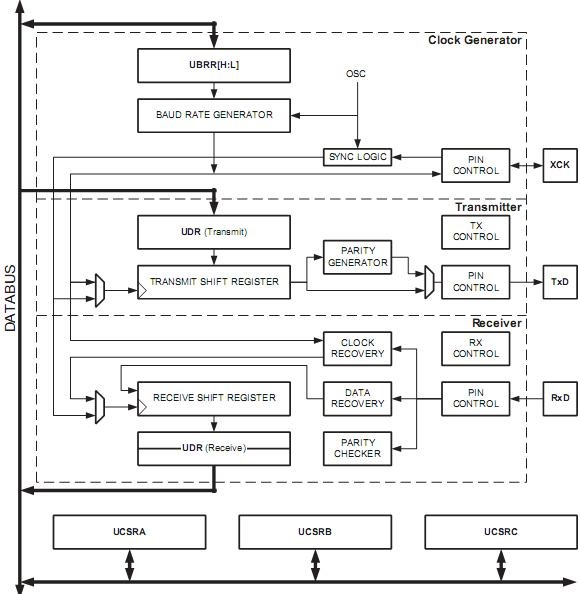 Clock Generator
UBRR[H:L]
OSC
BAUD RATE GENERATOR
SYNC LOGIC
PIN
CONTROL
XCK
Transmitter
UDR (Transmit)
TX
CONTROL
PARITY
GENERATOR
TRANSMIT SHIFT REGISTER
PIN
CONTROL
TxD
DATABUS
Receiver
CLOCK
RECOVERY
RX
CONTROL
RECEIVE SHIFT REGISTER
DATA
RECOVERY
PIN
CONTROL
RxD
UDR (Receive)
PARITY
CHECKER
UCSRA
UCSRB
UCSRC